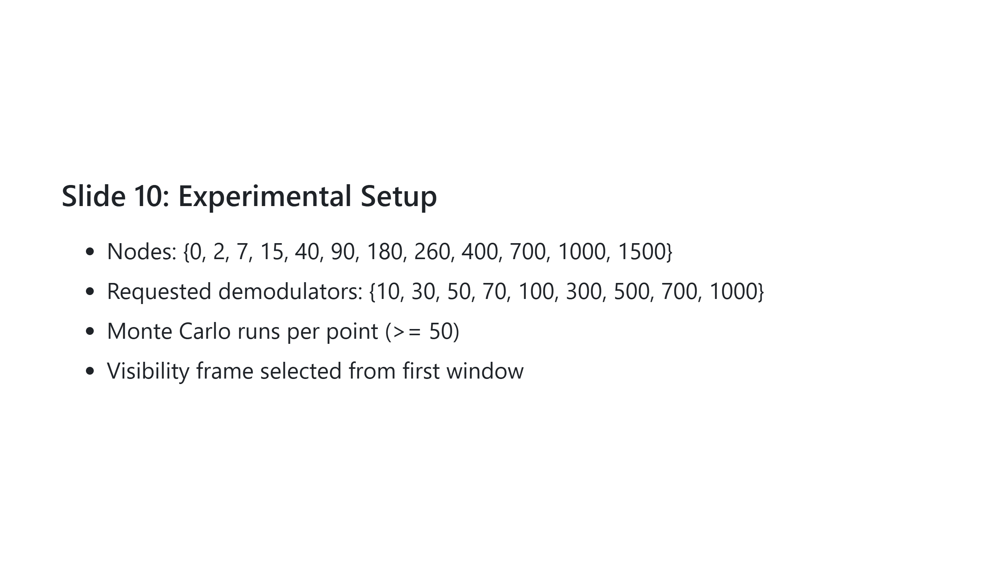 Slide 10: Experimental Setup
• Nodes: {0, 2, 7, 15, 40, 90, 180, 260, 400, 700, 1000, 1500}
• Requested demodulators: {10, 30, 50, 70, 100, 300, 500, 700, 1000}
• Monte Carlo runs per point (>= 50)
• Visibility frame selected from first window